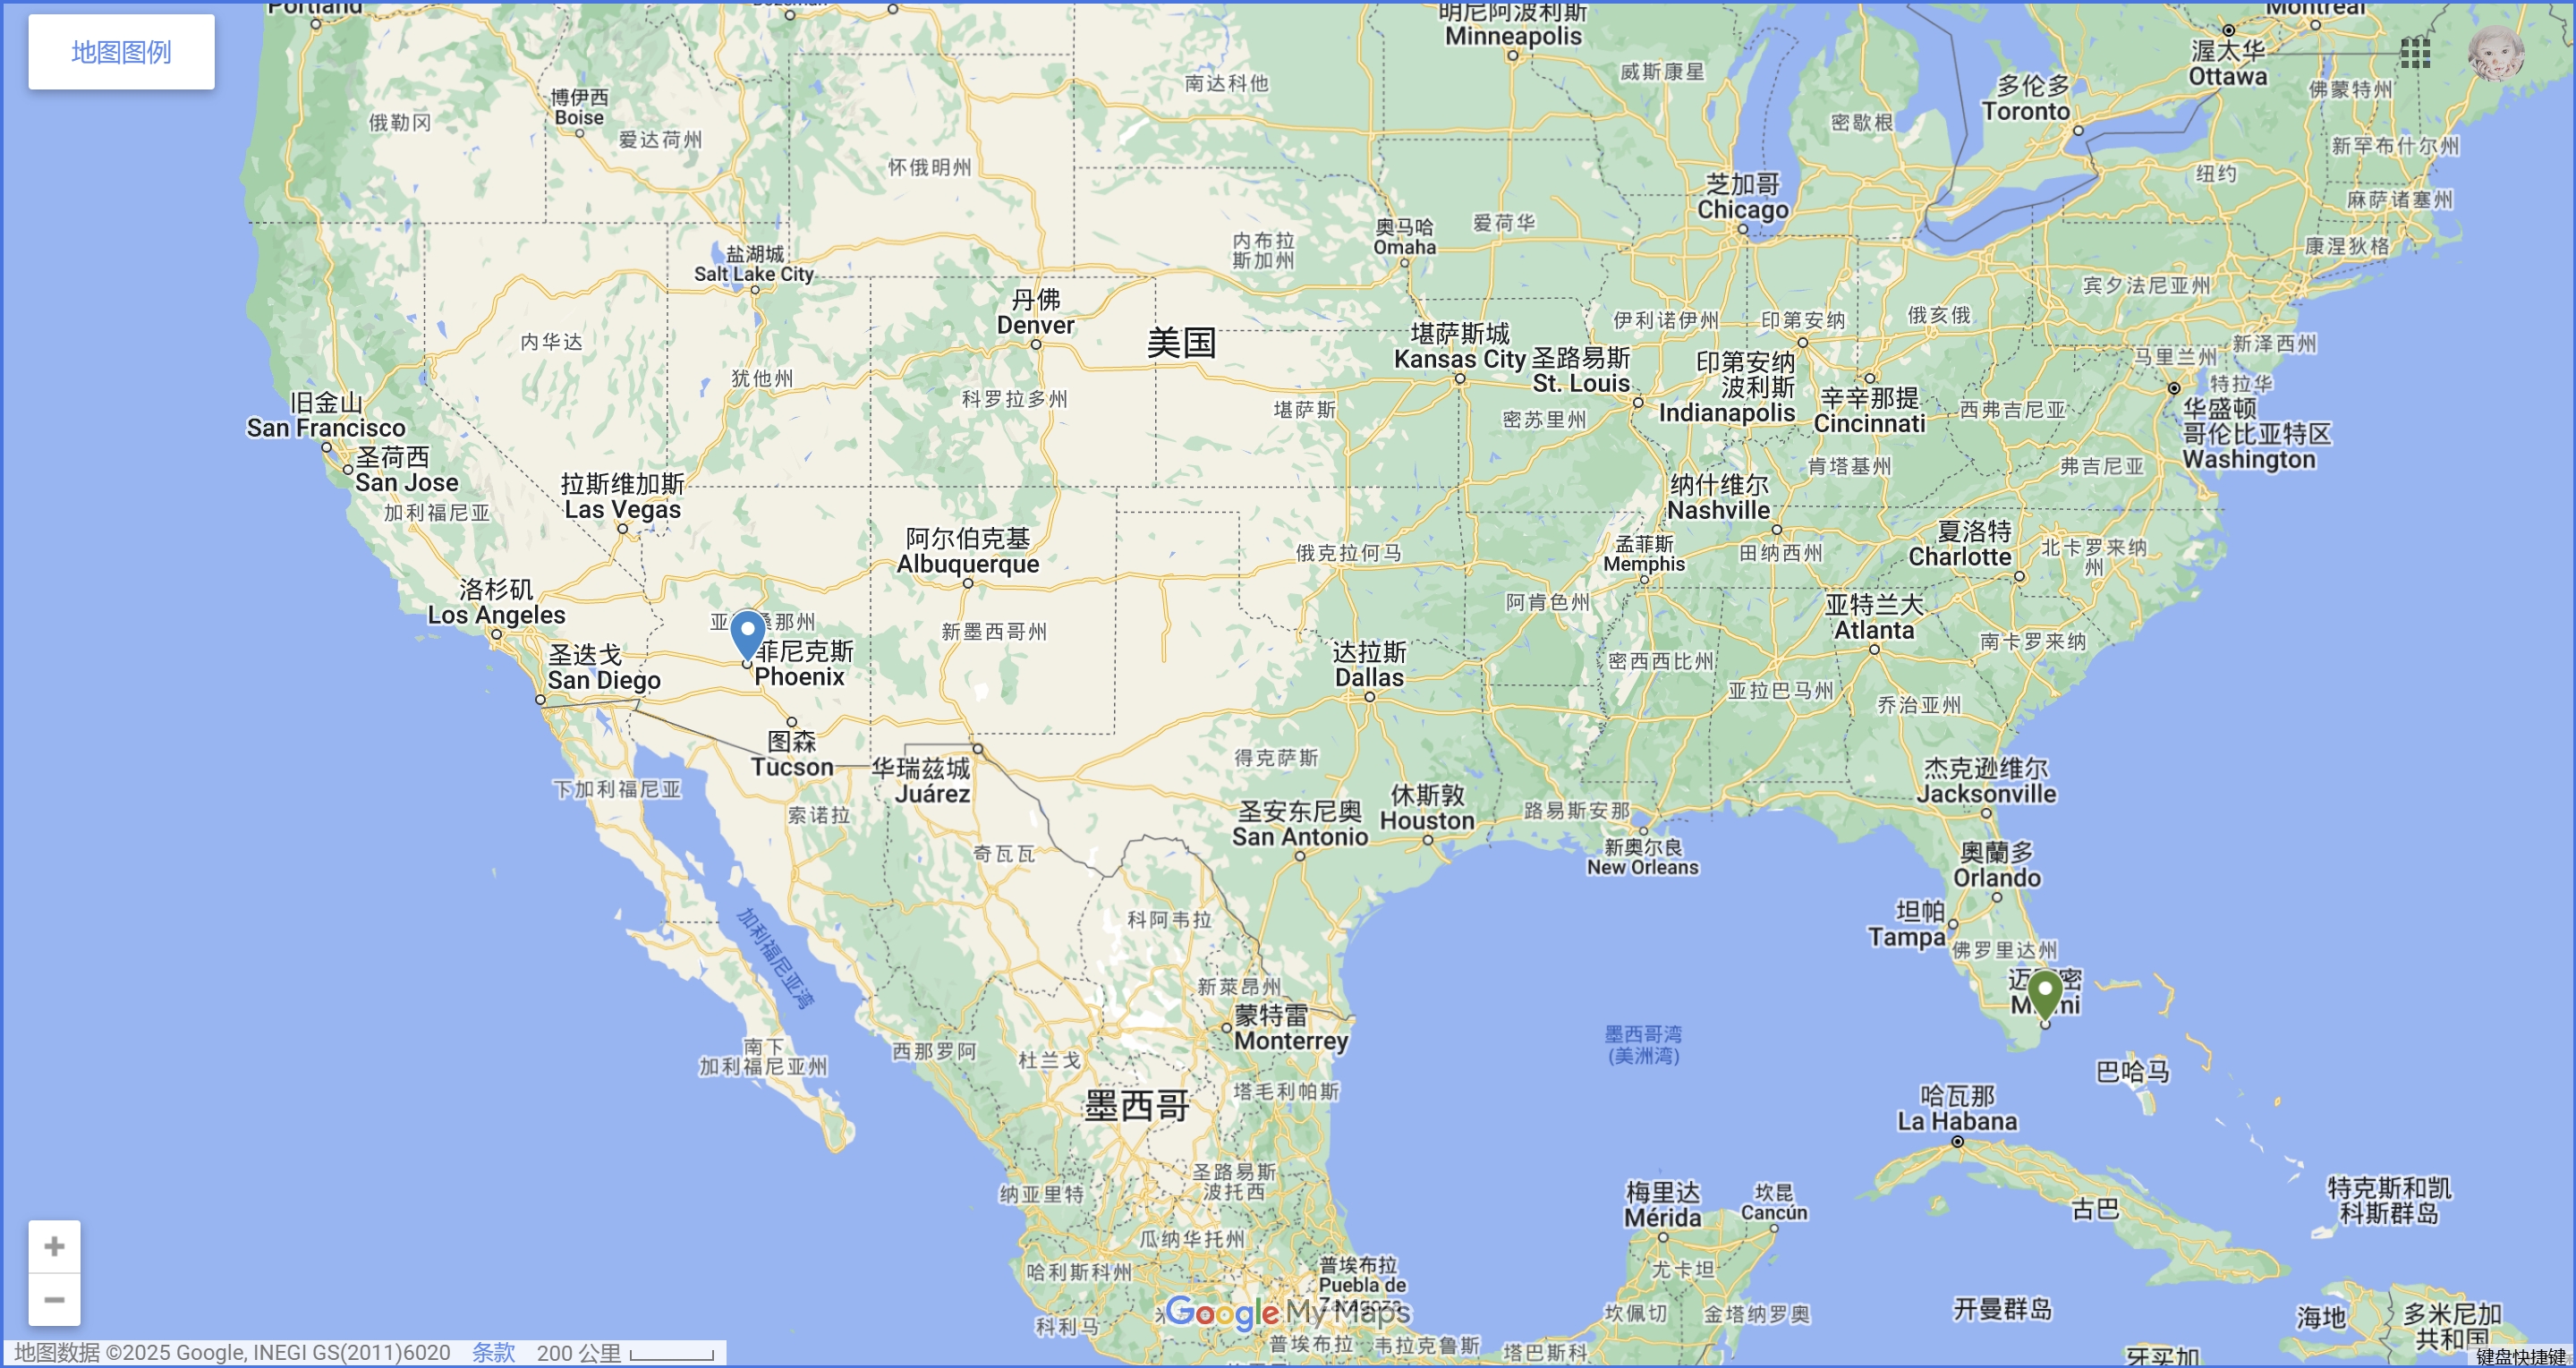 Portland
明尼阿波利斯
Minneapolis
Montreal
地图图例
渥太华
Ottawa
南达科他
威斯康星
多伦多
Toronto
佛蒙特州
博伊西
Boise
俄勒冈
爱达荷州
怀俄明州
密歇根
新罕布什尔州
纽约
麻萨诸塞州
芝加哥
Chicago
奥马哈
Omaha
爱荷华
康涅狄格
盐湖城
Salt Lake City
内布拉
斯加州
宾夕法尼亚州
丹佛
Denver
美国
伊利诺伊州
印第安纳
俄亥俄
内华达
堪萨斯城
Kansas City
圣路易斯
St. Louis
印第安纳
波利斯
Indianapolis
辛辛那提
Cincinnati
马里兰州
新泽西州
特拉华
华盛顿
哥伦比亚特区
Washington
犹他州
科罗拉多州
堪萨斯
密苏里州
西弗吉尼亚
旧金山
San Francisco
圣荷西
San Jose
加利福尼亚
拉斯维加斯
Las Vegas
肯塔基州
弗吉尼亚
纳什维尔
Nashville
阿尔伯克基
Albuquerque
俄克拉何马
孟菲斯
Memphis
田纳西州
夏洛特
Charlotte
北卡罗来纳
州
洛杉矶
Los Angeles
阿肯色州
亚特兰大
Atlanta
新墨西哥州
南卡罗来纳
圣迭戈
San Diego
菲尼克斯
Phoenix
达拉斯
Dallas
密西西比州
亚拉巴马州
乔治亚州
图森
Tucson
华瑞兹城
Juárez
得克萨斯
杰克逊维尔
Jacksonville
下加利福尼亚
索诺拉
圣安东尼奥
San Antonio
休斯敦
Houston
路易斯安那
新奥尔良
New Orleans
奇瓦瓦
奧蘭多
Orlando
科阿韦拉
坦帕
Tampa
佛罗里达州
加利福尼亚湾
新莱昂州
蒙特雷
Monterrey
墨西哥湾
(美洲湾)
南下
加利福尼亚州
西那罗阿
杜兰戈
巴哈马
墨西哥
塔毛利帕斯
哈瓦那
La Habana
圣路易斯
波托西
纳亚里特
梅里达
Mérida
坎昆
Cancún
古巴
特克斯和凯
科斯群岛
瓜纳华托州
哈利斯科州
普埃布拉
Puebla de
Zaragoza
尤卡坦
Google My Maps
科利马
坎佩切
金塔纳罗奥
开曼群岛
海地
多米尼加
共和国
普埃布拉
韦拉克鲁斯
塔巴斯科
牙买加
地图数据 ©2025 Google, INEGI GS(2011)6020
条款
200 公里
键盘快捷键